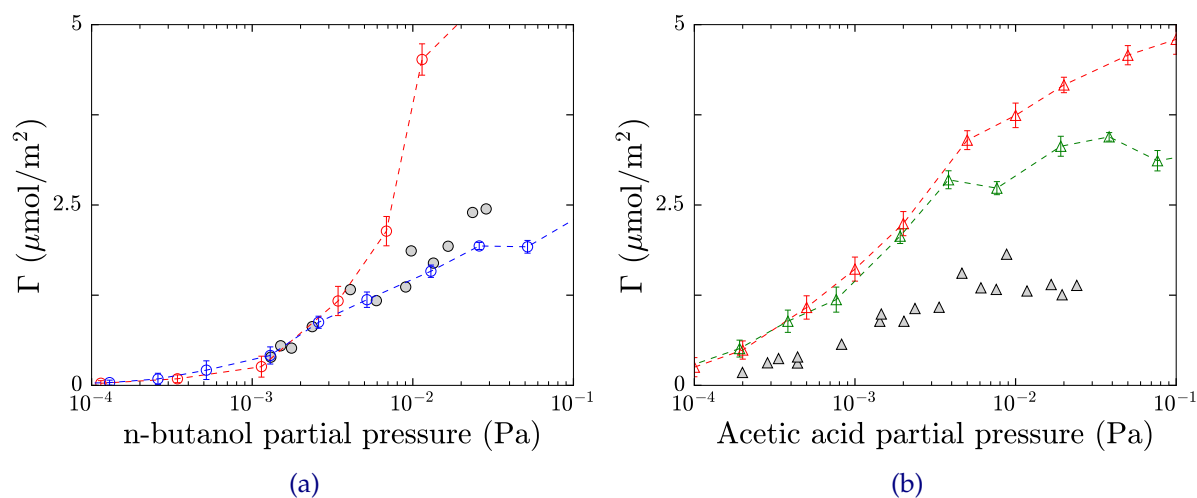 5
2.5
0
Γ (μmol/m²)
10⁻⁴ 10⁻³ 10⁻² 10⁻¹
n-butanol partial pressure (Pa)
(a)
5
2.5
0
Γ (μmol/m²)
10⁻⁴ 10⁻³ 10⁻² 10⁻¹
Acetic acid partial pressure (Pa)
(b)